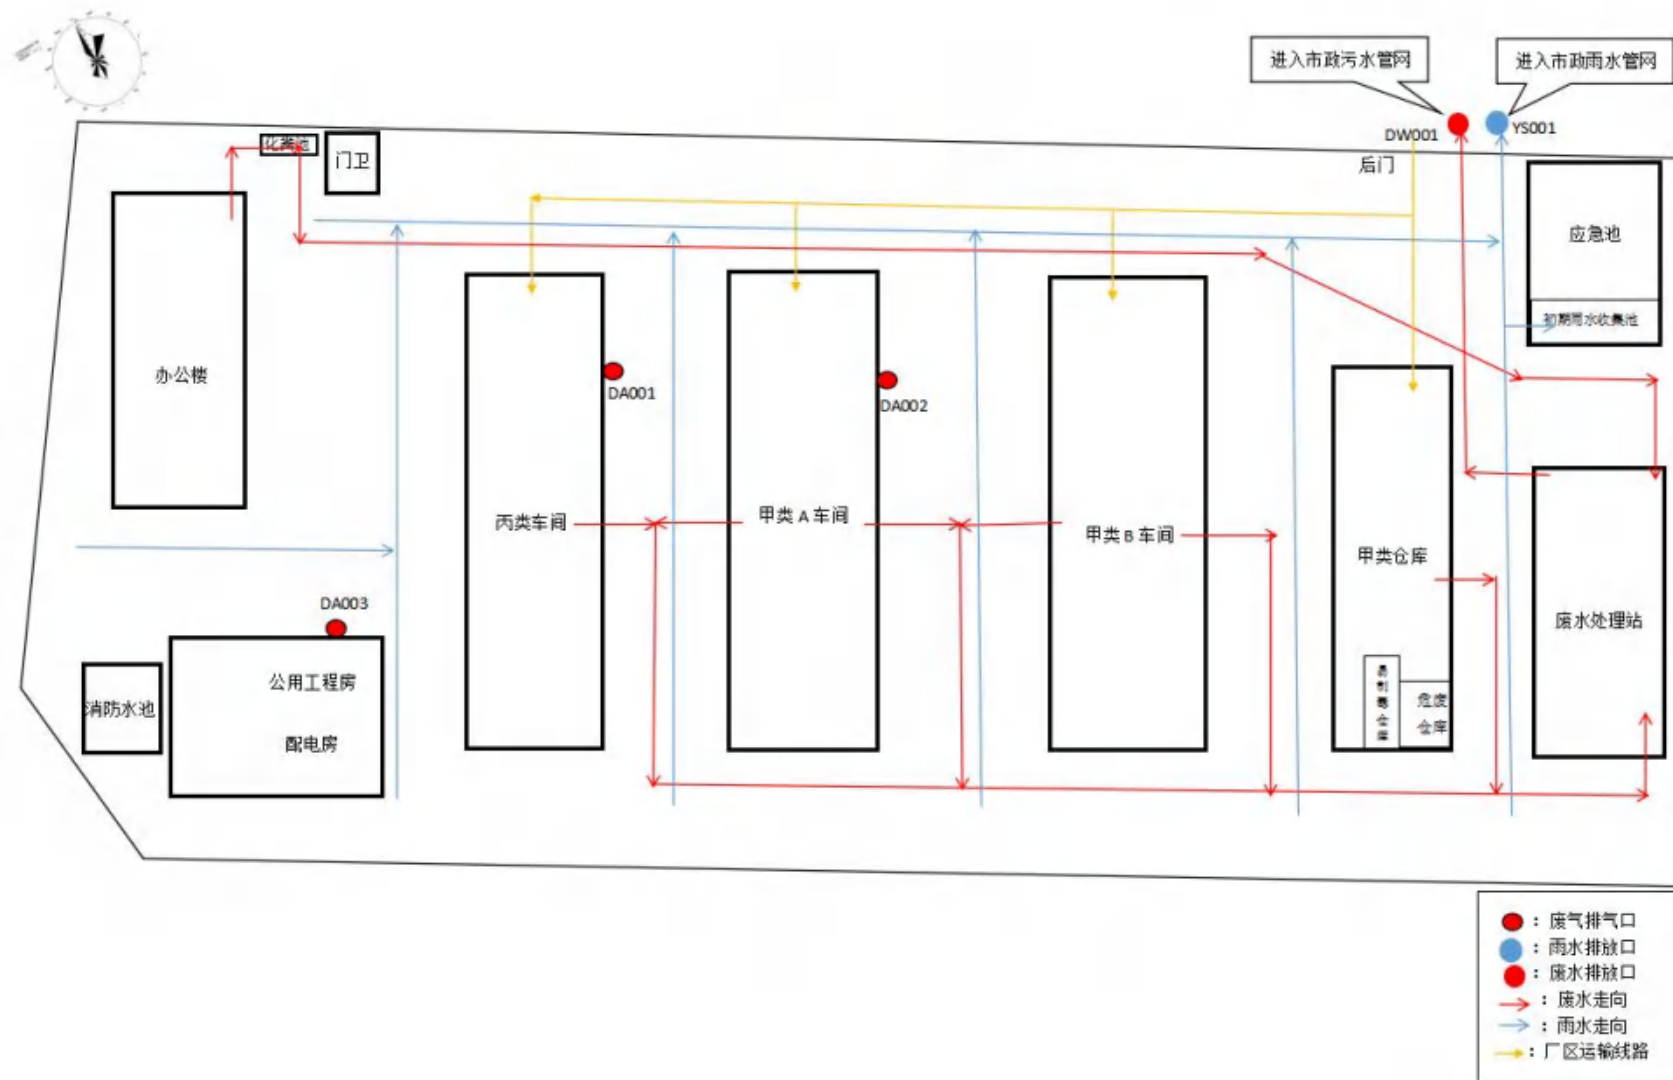 进入市政污水管网
进入市政雨水管网
DW001
YS001
后门
化粪池
门卫
应急池
初期雨水收集池
办公楼
DA001
DA002
丙类车间
甲类 A 车间
甲类 B 车间
甲类仓库
废水处理站
DA003
公用工程房
配电房
消防水池
易制毒仓库
危废
仓库
：废气排气口
：雨水排放口
：废水排放口
：废水走向
：雨水走向
：厂区运输线路